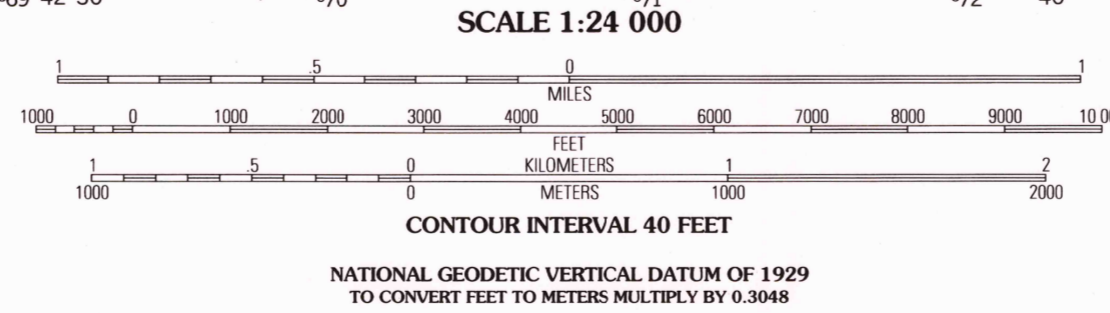 SCALE 1:24 000
1 .5 0 1
MILES
1000 0 1000 2000 3000 4000 5000 6000 7000 8000 9000
FEET
1 .5 0 KILOMETERS 1 2
1000 0 METERS 1000 2000
CONTOUR INTERVAL 40 FEET
NATIONAL GEODETIC VERTICAL DATUM OF 1929
TO CONVERT FEET TO METERS MULTIPLY BY 0.3048